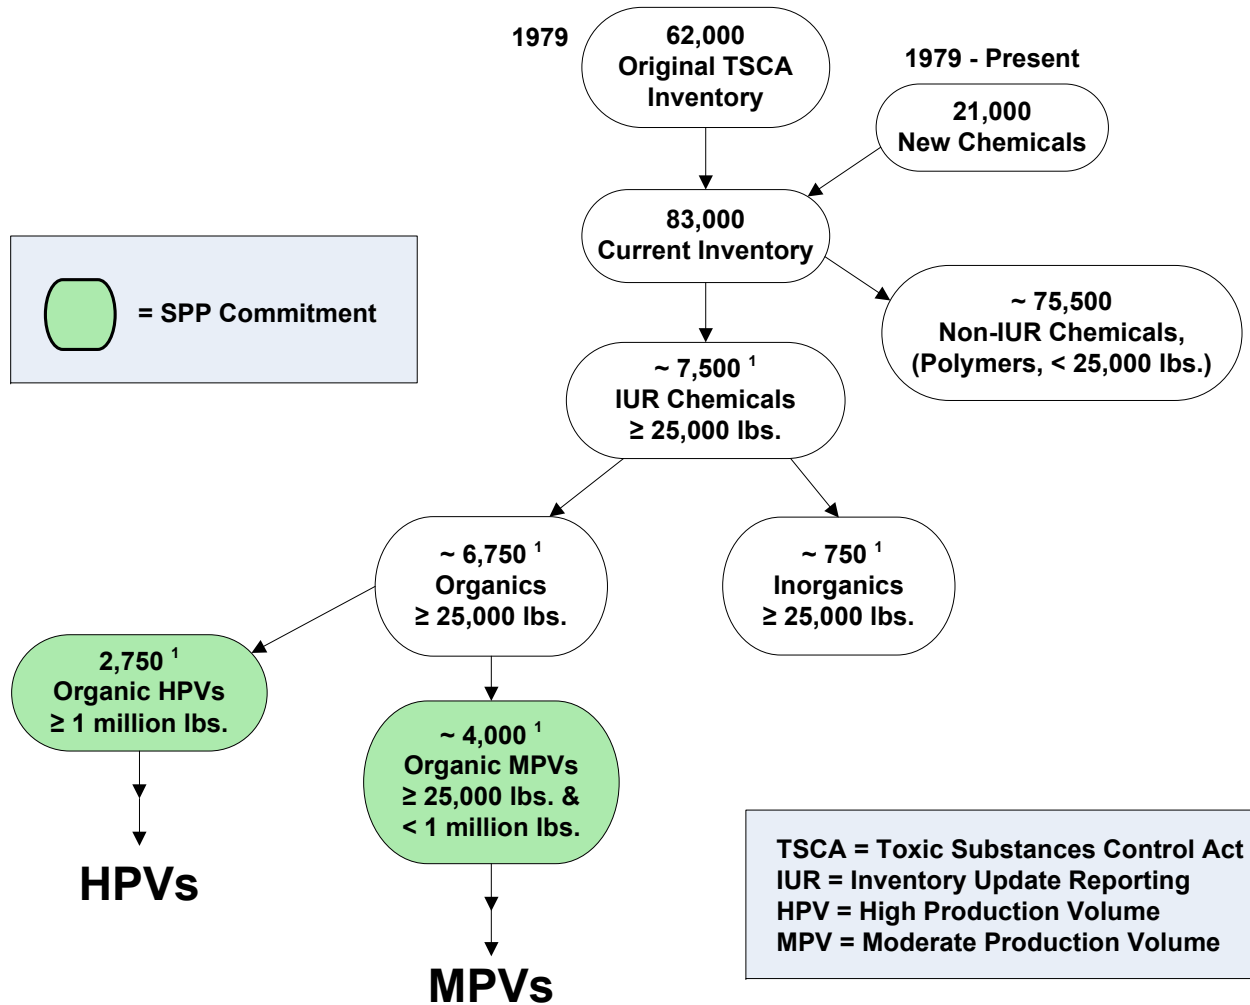 1979
62,000
Original TSCA
Inventory
1979 - Present
21,000
New Chemicals
83,000
Current Inventory
= SPP Commitment
~ 75,500
Non-IUR Chemicals,
(Polymers, < 25,000 lbs.)
~ 7,500 ¹
IUR Chemicals
≥ 25,000 lbs.
~ 6,750 ¹
Organics
≥ 25,000 lbs.
~ 750 ¹
Inorganics
≥ 25,000 lbs.
2,750 ¹
Organic HPVs
≥ 1 million lbs.
~ 4,000 ¹
Organic MPVs
≥ 25,000 lbs. &
< 1 million lbs.
HPVs
MPVs
TSCA = Toxic Substances Control Act
IUR = Inventory Update Reporting
HPV = High Production Volume
MPV = Moderate Production Volume